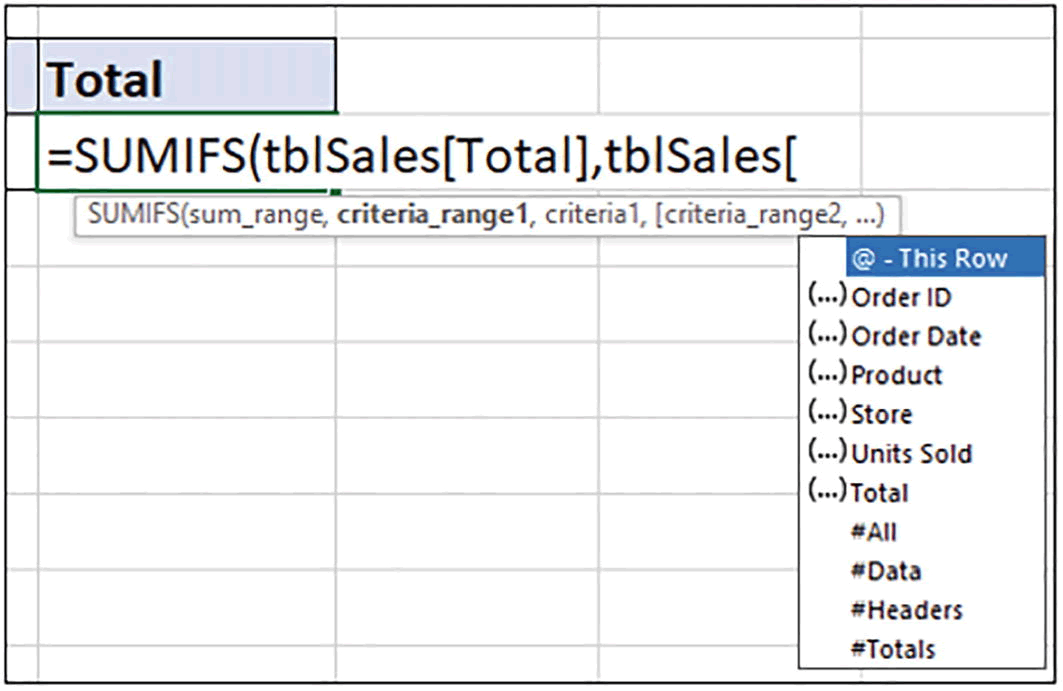 Total
=SUMIFS(tblSales[Total],tblSales[
SUMIFS(sum_range, criteria_range1, criteria1, [criteria_range2, ...)
@ - This Row
(...) Order ID
(...) Order Date
(...) Product
(...) Store
(...) Units Sold
(...) Total
#All
#Data
#Headers
#Totals